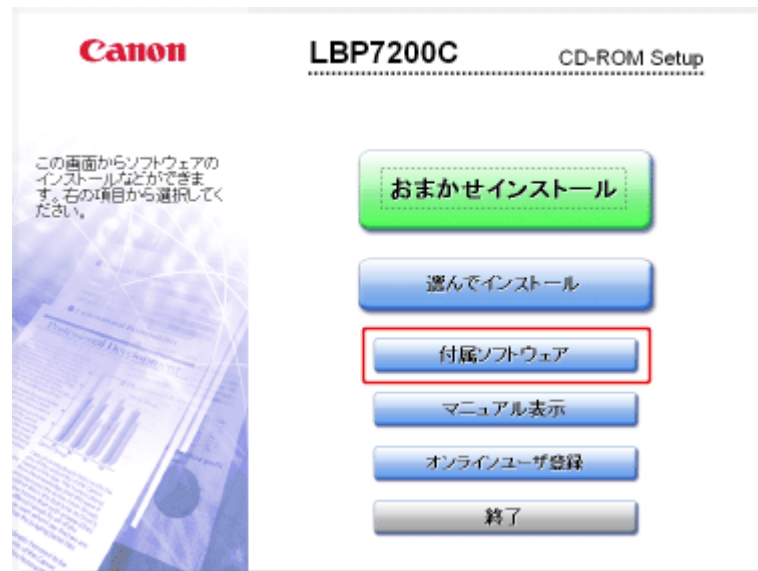 Canon
LBP7200C
CD-ROM Setup
この画面からソフトウェアの
インストールなどができま
す。右の項目から選択してく
ださい。
おまかせインストール
選んでインストール
付属ソフトウェア
マニュアル表示
オンラインユーザ登録
終了